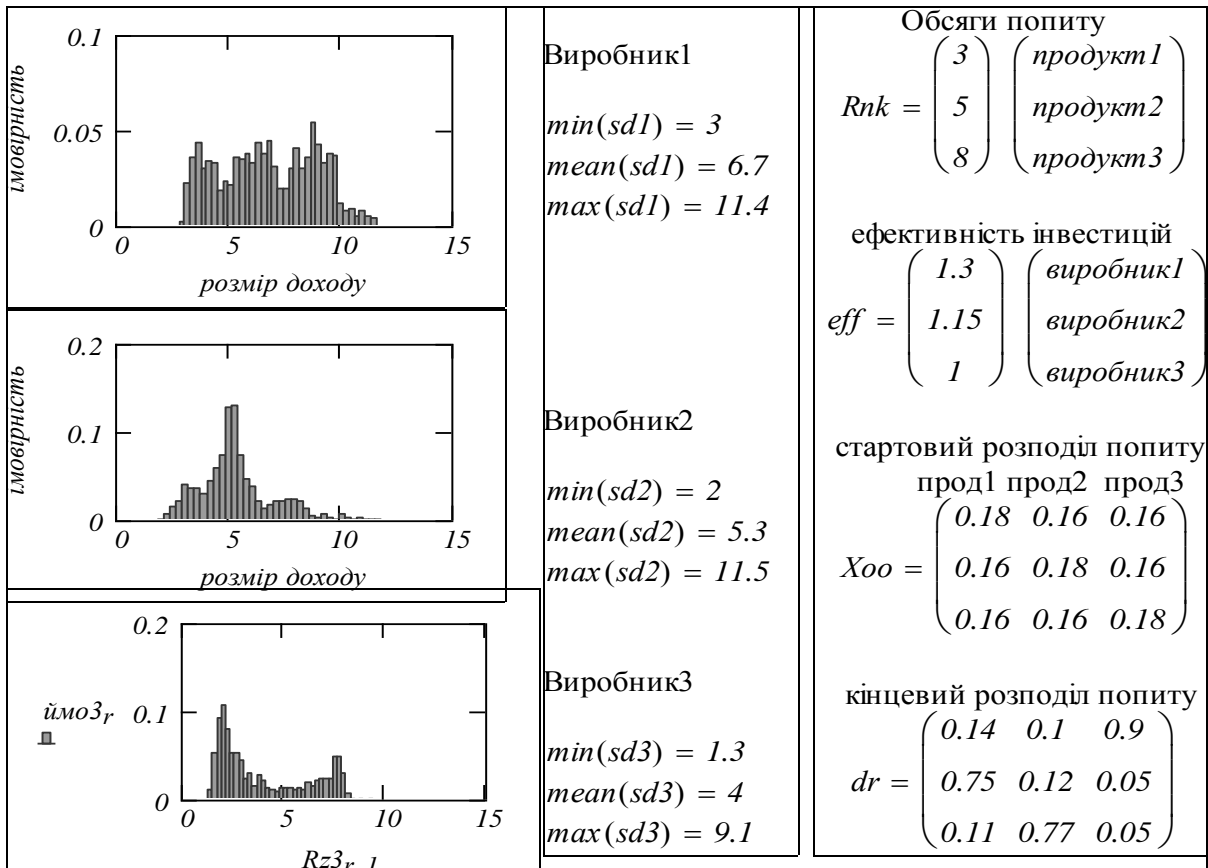 0.1
0.05
0
імовірність
0 5 10 15
розмір доходу
0.2
0.1
0
імовірність
0 5 10 15
розмір доходу
0.2
0.1
0
ймо3r
0 5 10 15
Rz3r, 1
Виробник1
min(sd1) = 3
mean(sd1) = 6.7
max(sd1) = 11.4
Виробник2
min(sd2) = 2
mean(sd2) = 5.3
max(sd2) = 11.5
Виробник3
min(sd3) = 1.3
mean(sd3) = 4
max(sd3) = 9.1
Обсяги попиту
3 продукт1
Rnk = 5 продукт2
8 продукт3
ефективність інвестицій
1.3 виробник1
eff = 1.15 виробник2
1 виробник3
стартовий розподіл попиту
прод1 прод2 прод3
0.18 0.16 0.16
Xoo = 0.16 0.18 0.16
0.16 0.16 0.18
кінцевий розподіл попиту
0.14 0.1 0.9
dr = 0.75 0.12 0.05
0.11 0.77 0.05